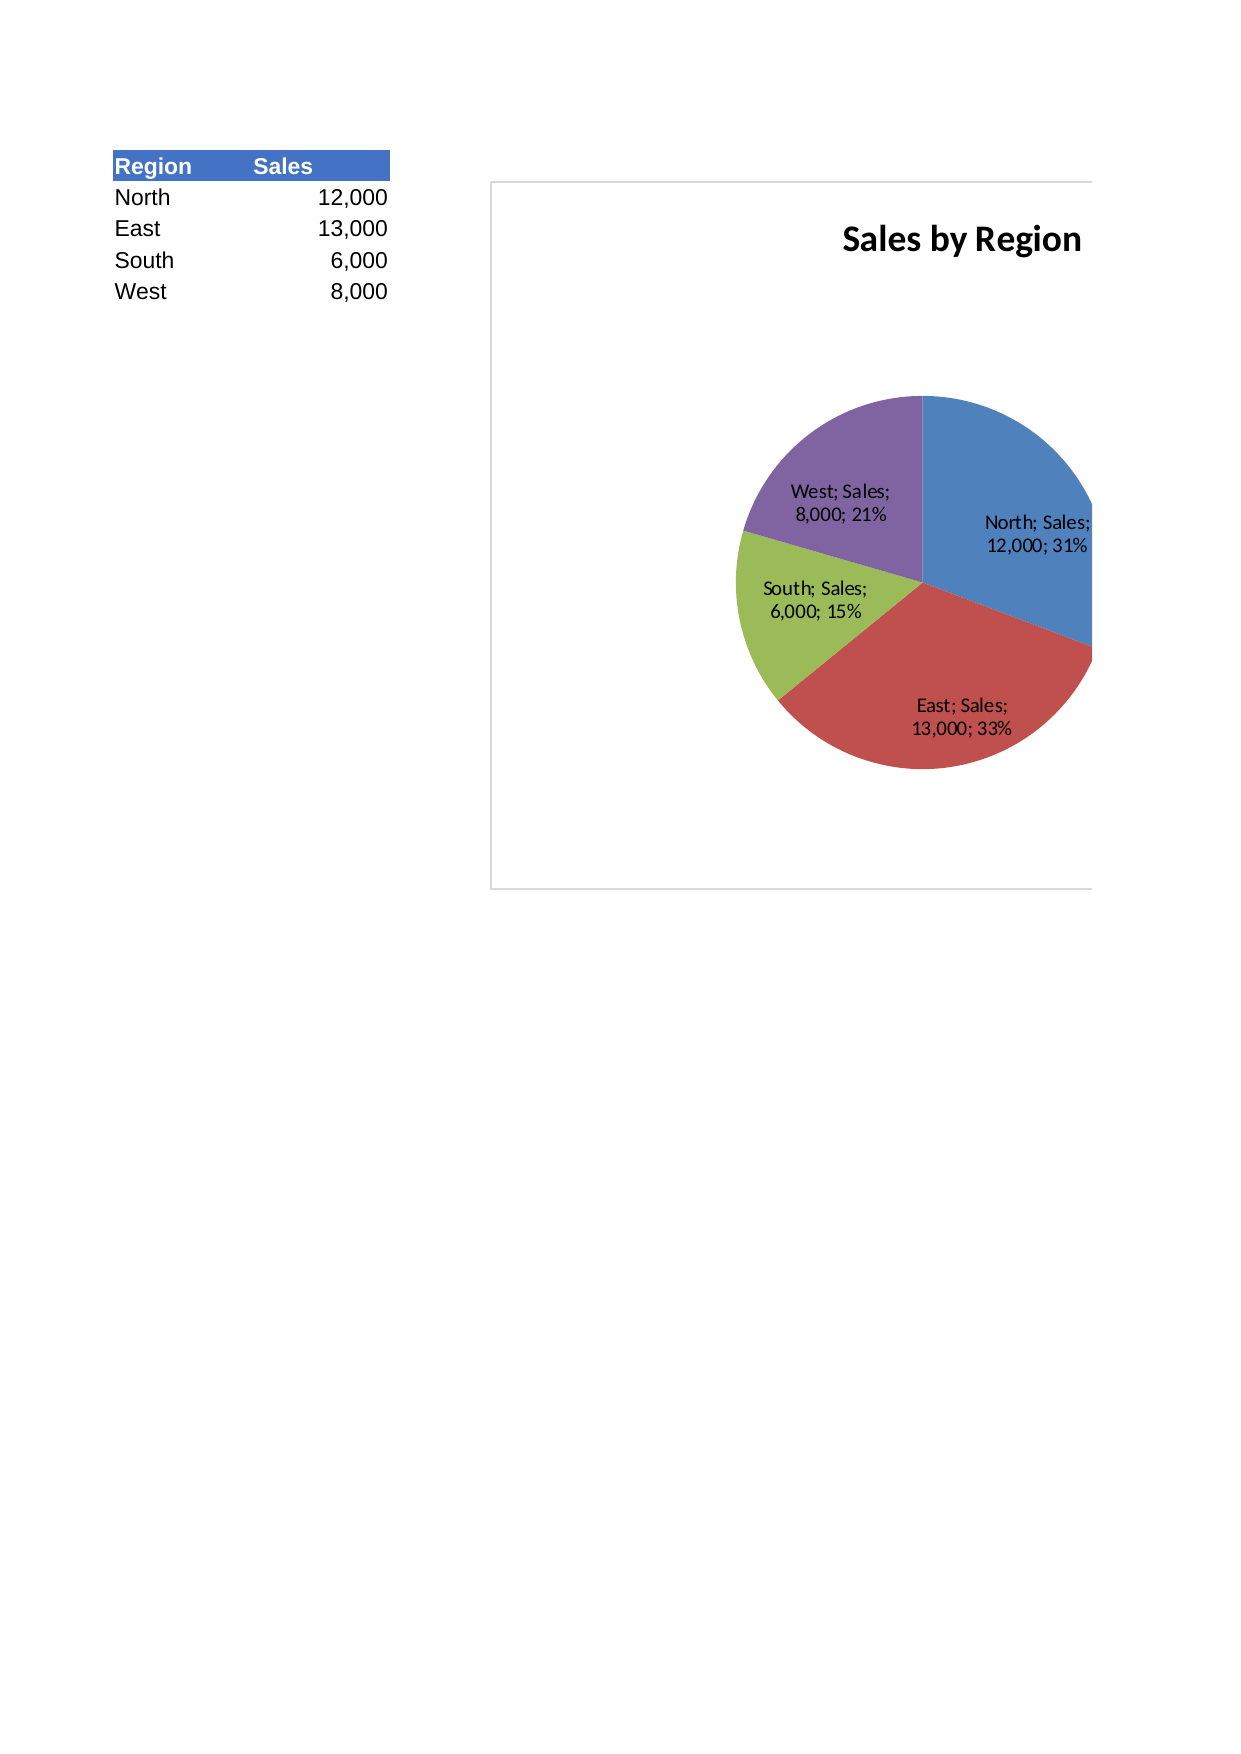 Region Sales
North 12,000
East 13,000
South 6,000
West 8,000
Sales by Region
West; Sales;
8,000; 21%
North; Sales;
12,000; 31%
South; Sales;
6,000; 15%
East; Sales;
13,000; 33%